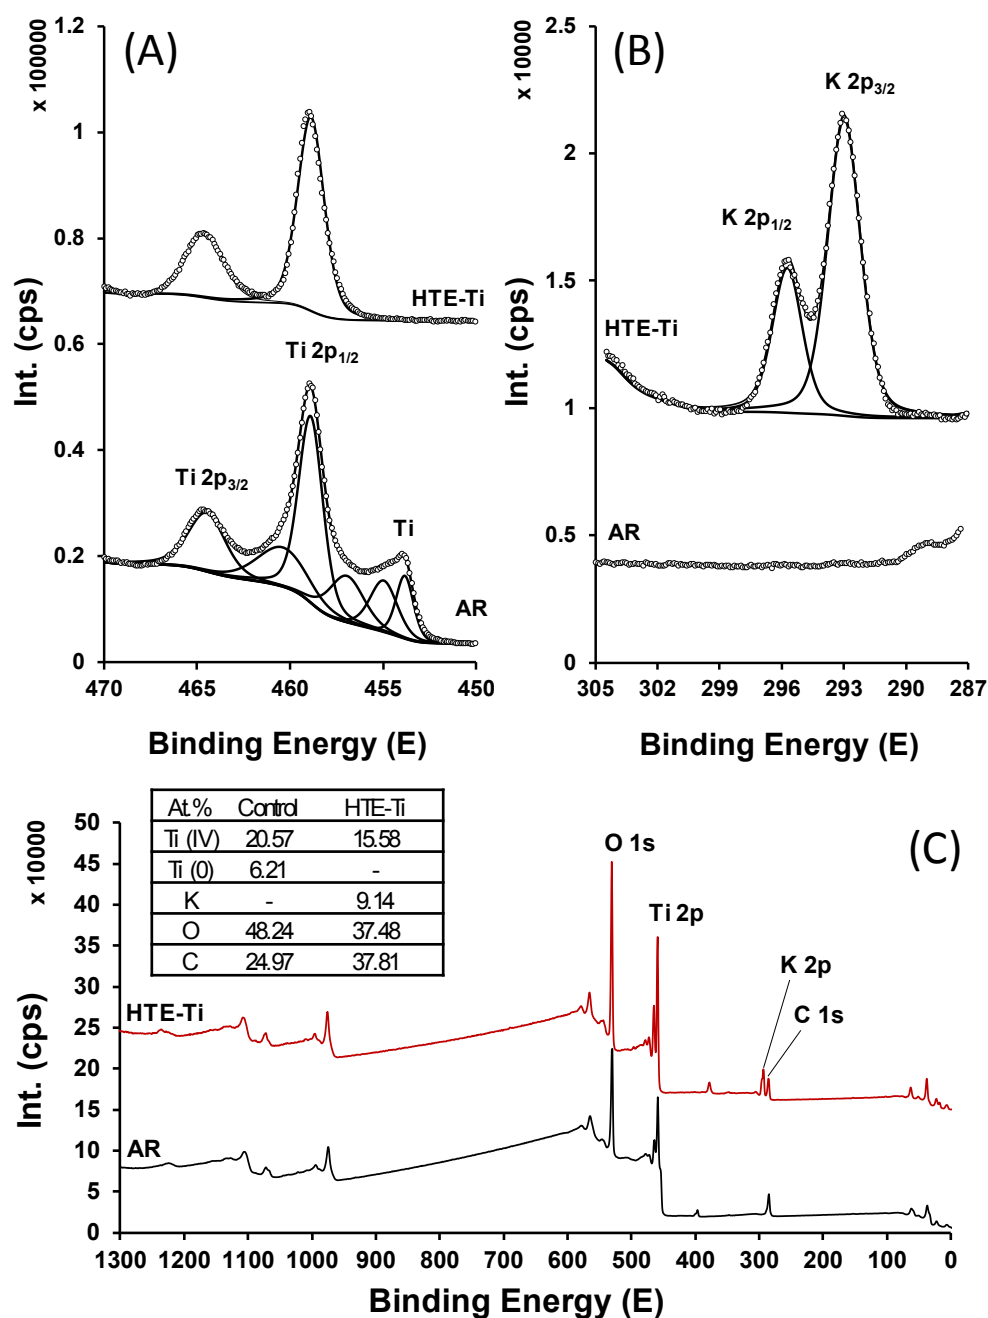 (A)
x 100000
1.2
1
0.8
0.6
0.4
0.2
0
Int. (cps)
HTE-Ti
Ti 2p1/2
Ti 2p3/2
Ti
AR
470 465 460 455 450
Binding Energy (E)
(B)
x 10000
2.5
2
1.5
1
0.5
0
Int. (cps)
K 2p3/2
K 2p1/2
HTE-Ti
AR
305 302 299 296 293 290 287
Binding Energy (E)
(C)
x 10000
50
45
40
35
30
25
20
15
10
5
0
Int. (cps)
At.% Control HTE-Ti
Ti (IV) 20.57 15.58
Ti (0) 6.21 -
K - 9.14
O 48.24 37.48
C 24.97 37.81
O 1s
Ti 2p
K 2p
C 1s
HTE-Ti
AR
1300 1200 1100 1000 900 800 700 600 500 400 300 200 100 0
Binding Energy (E)